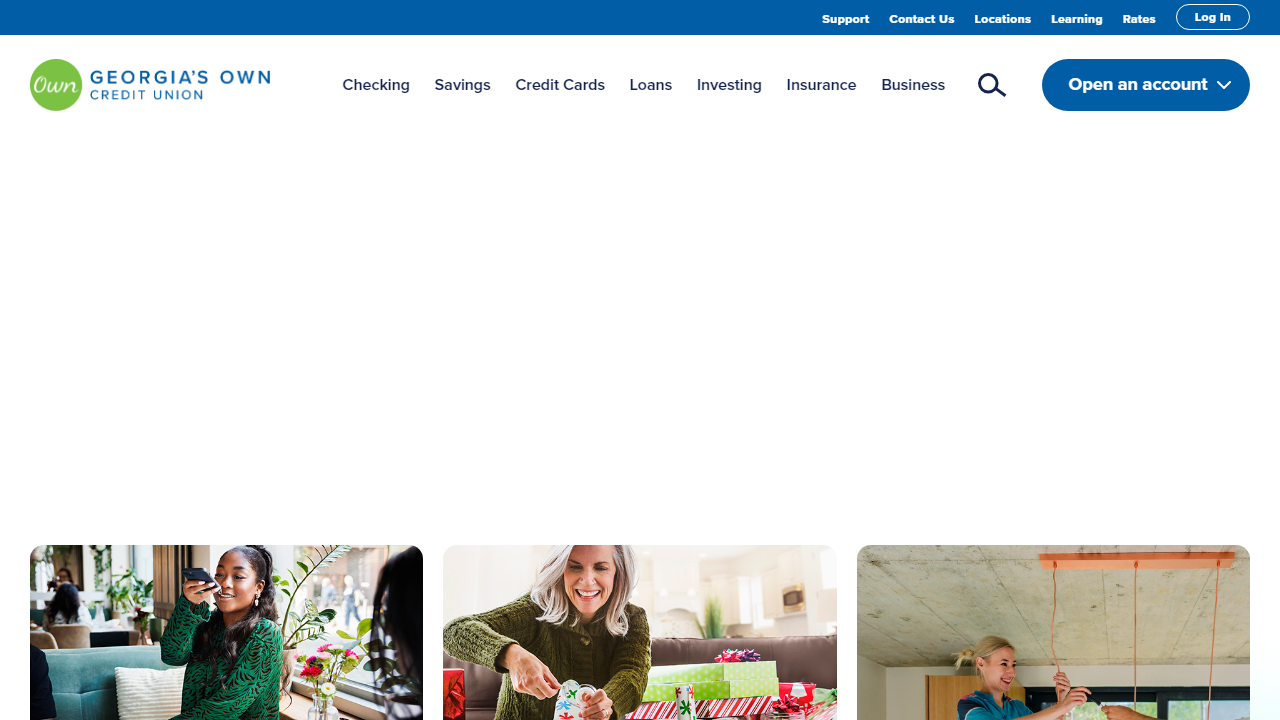 Support Contact Us Locations Learning Rates Log In
Own GEORGIA'S OWN
CREDIT UNION
Checking Savings Credit Cards Loans Investing Insurance Business Open an account